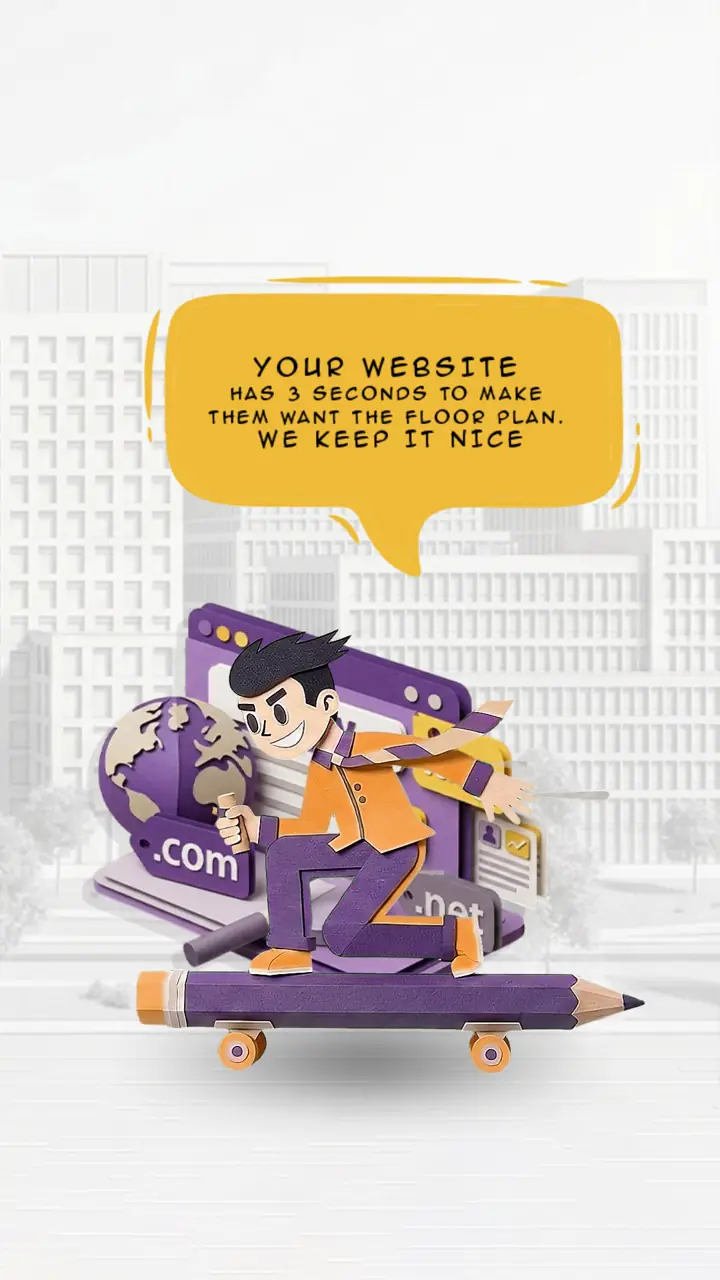 YOUR WEBSITE
HAS 3 SECONDS TO MAKE
THEM WANT THE FLOOR PLAN.
WE KEEP IT NICE
.com
.net